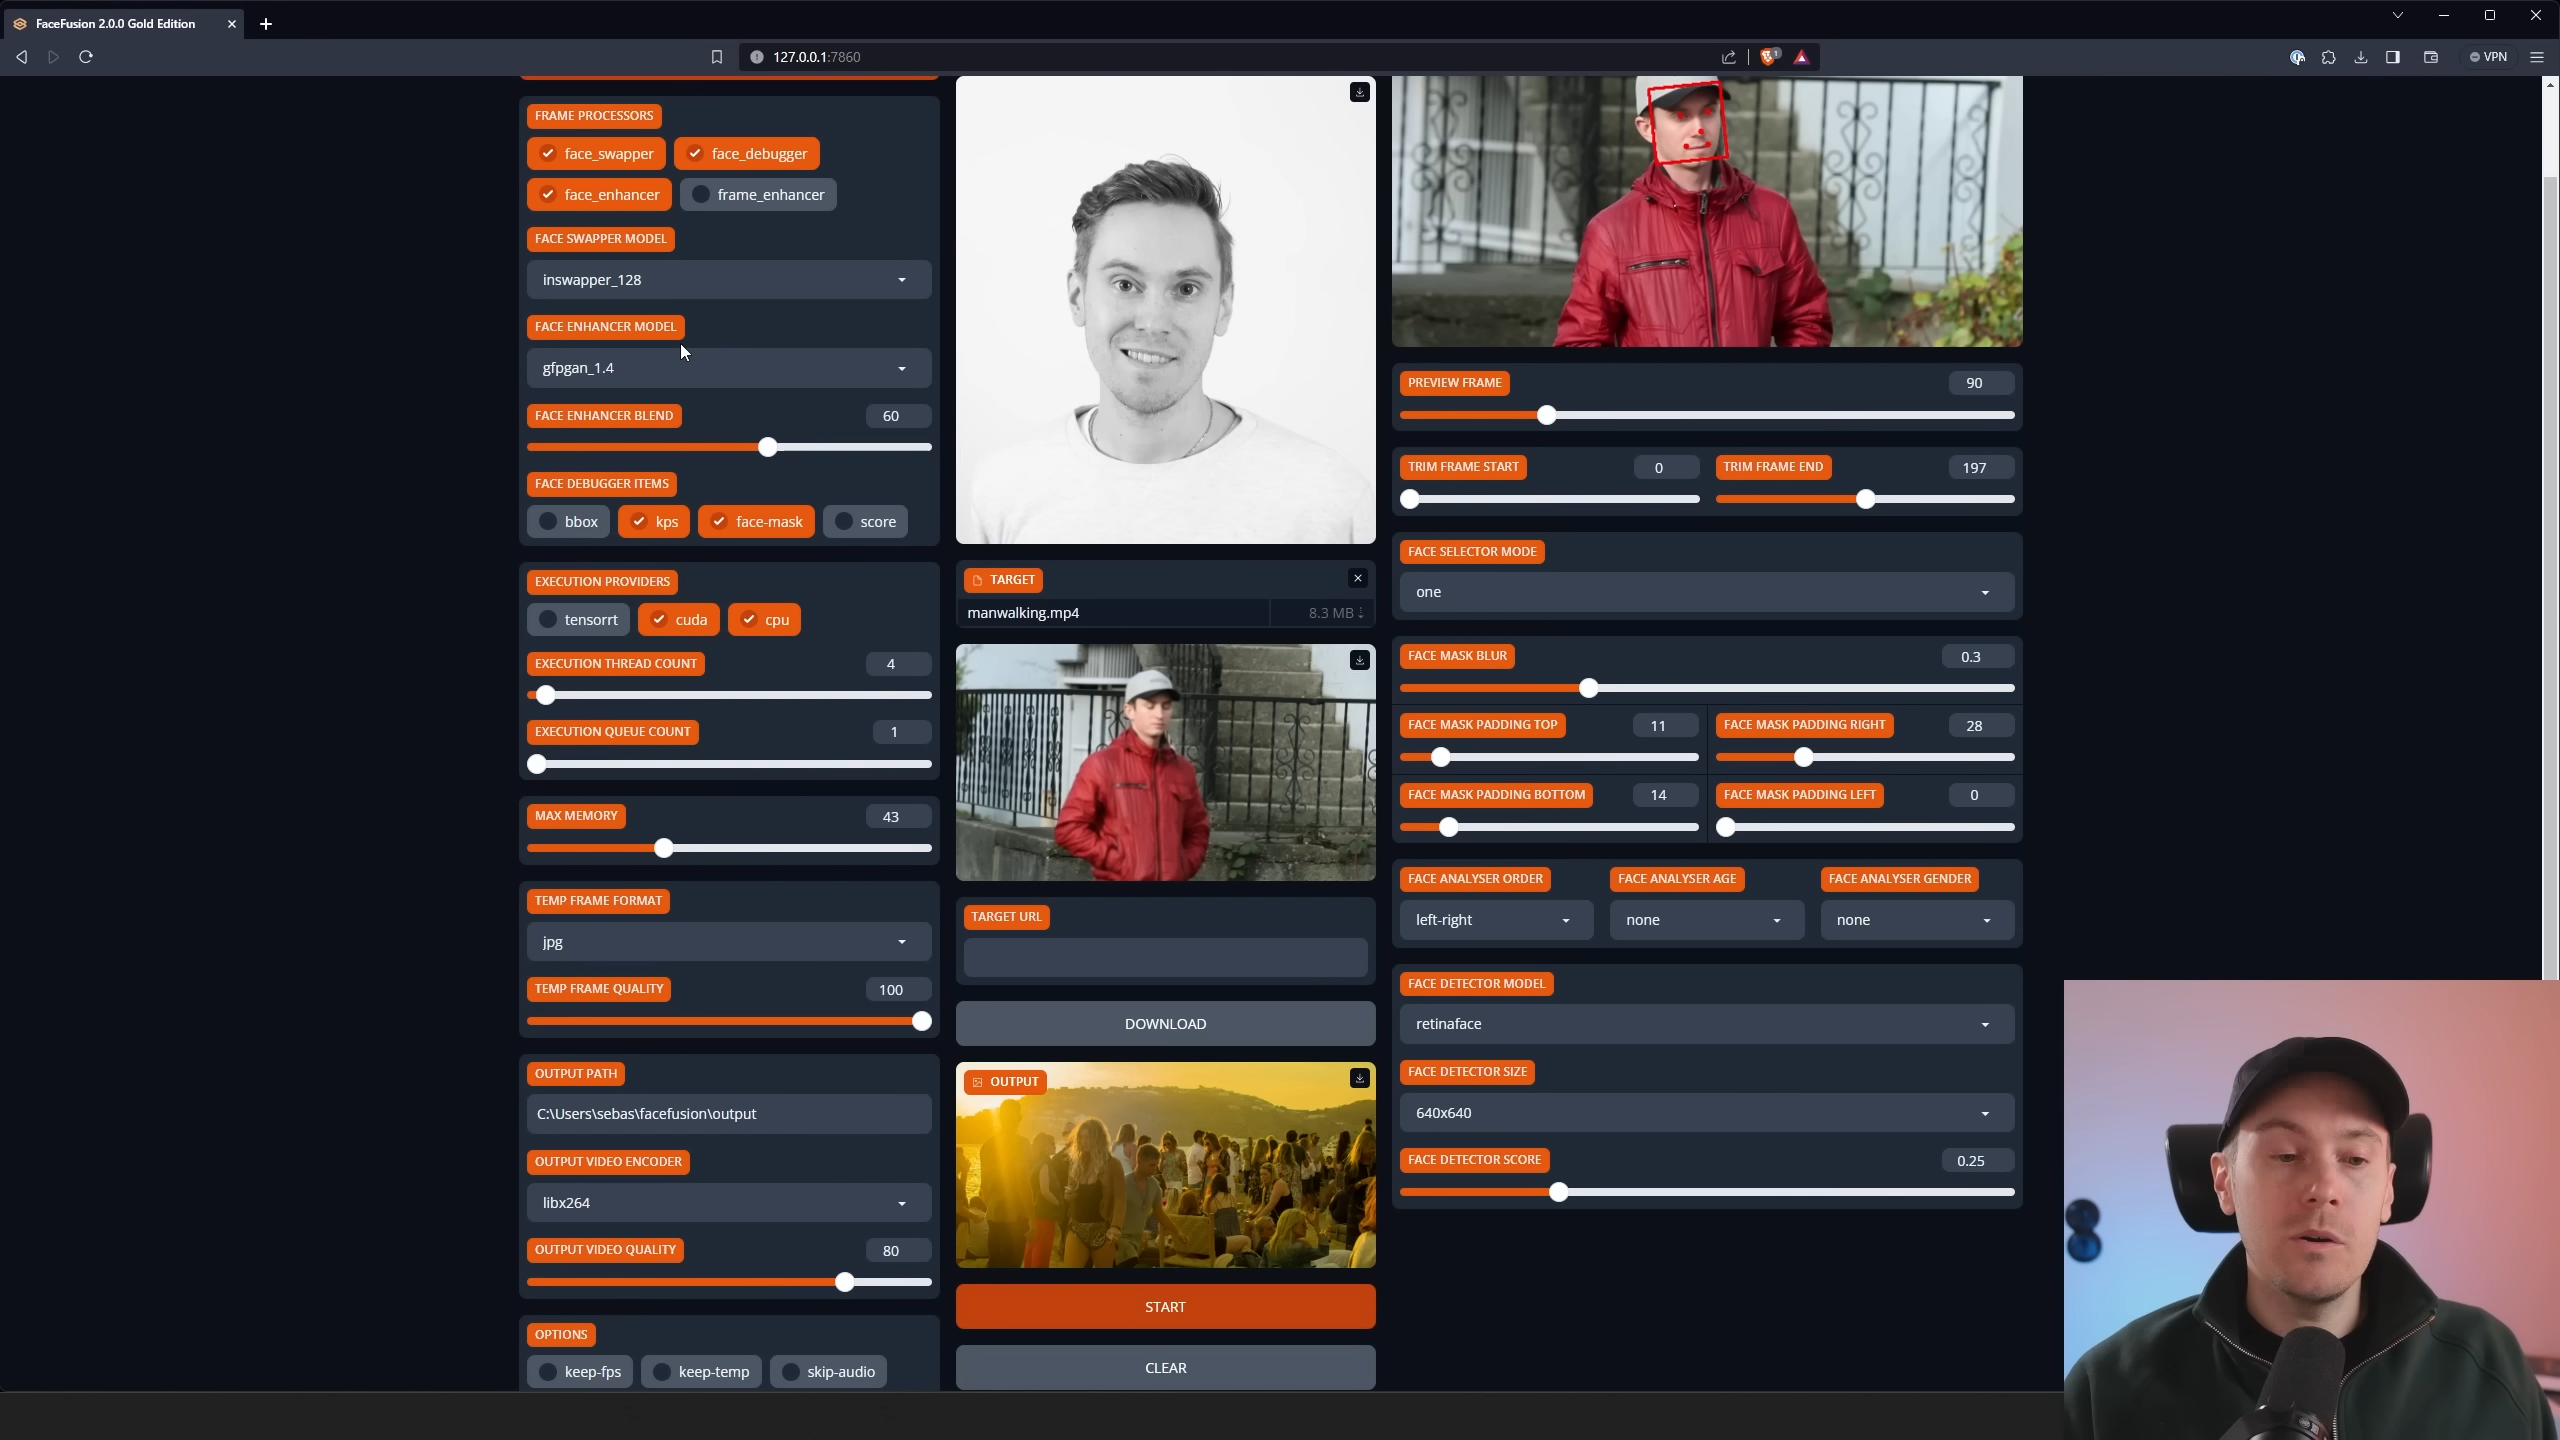 FaceFusion 2.0.0 Gold Edition
127.0.0.1:7860
VPN
FRAME PROCESSORS
face_swapper
face_debugger
face_enhancer
frame_enhancer
FACE SWAPPER MODEL
inswapper_128
FACE ENHANCER MODEL
gfpgan_1.4
FACE ENHANCER BLEND
60
FACE DEBUGGER ITEMS
bbox
kps
face-mask
score
EXECUTION PROVIDERS
tensorrt
cuda
cpu
EXECUTION THREAD COUNT
4
EXECUTION QUEUE COUNT
1
MAX MEMORY
43
TEMP FRAME FORMAT
jpg
TEMP FRAME QUALITY
100
OUTPUT PATH
C:\Users\sebas\facefusion\output
OUTPUT VIDEO ENCODER
libx264
OUTPUT VIDEO QUALITY
80
OPTIONS
keep-fps
keep-temp
skip-audio
TARGET
manwalking.mp4
8.3 MB
TARGET URL
DOWNLOAD
OUTPUT
START
CLEAR
PREVIEW FRAME
90
TRIM FRAME START
0
TRIM FRAME END
197
FACE SELECTOR MODE
one
FACE MASK BLUR
0.3
FACE MASK PADDING TOP
11
FACE MASK PADDING RIGHT
28
FACE MASK PADDING BOTTOM
14
FACE MASK PADDING LEFT
0
FACE ANALYSER ORDER
left-right
FACE ANALYSER AGE
none
FACE ANALYSER GENDER
none
FACE DETECTOR MODEL
retinaface
FACE DETECTOR SIZE
640x640
FACE DETECTOR SCORE
0.25